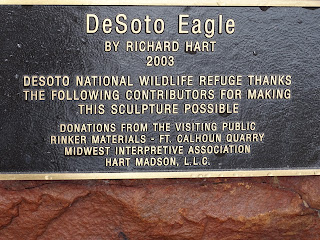 DeSoto Eagle
BY RICHARD HART
2003
DESOTO NATIONAL WILDLIFE REFUGE THANKS
THE FOLLOWING CONTRIBUTORS FOR MAKING
THIS SCULPTURE POSSIBLE
DONATIONS FROM THE VISITING PUBLIC
RINKER MATERIALS - FT. CALHOUN QUARRY
MIDWEST INTERPRETIVE ASSOCIATION
HART MADSON, L.L.C.